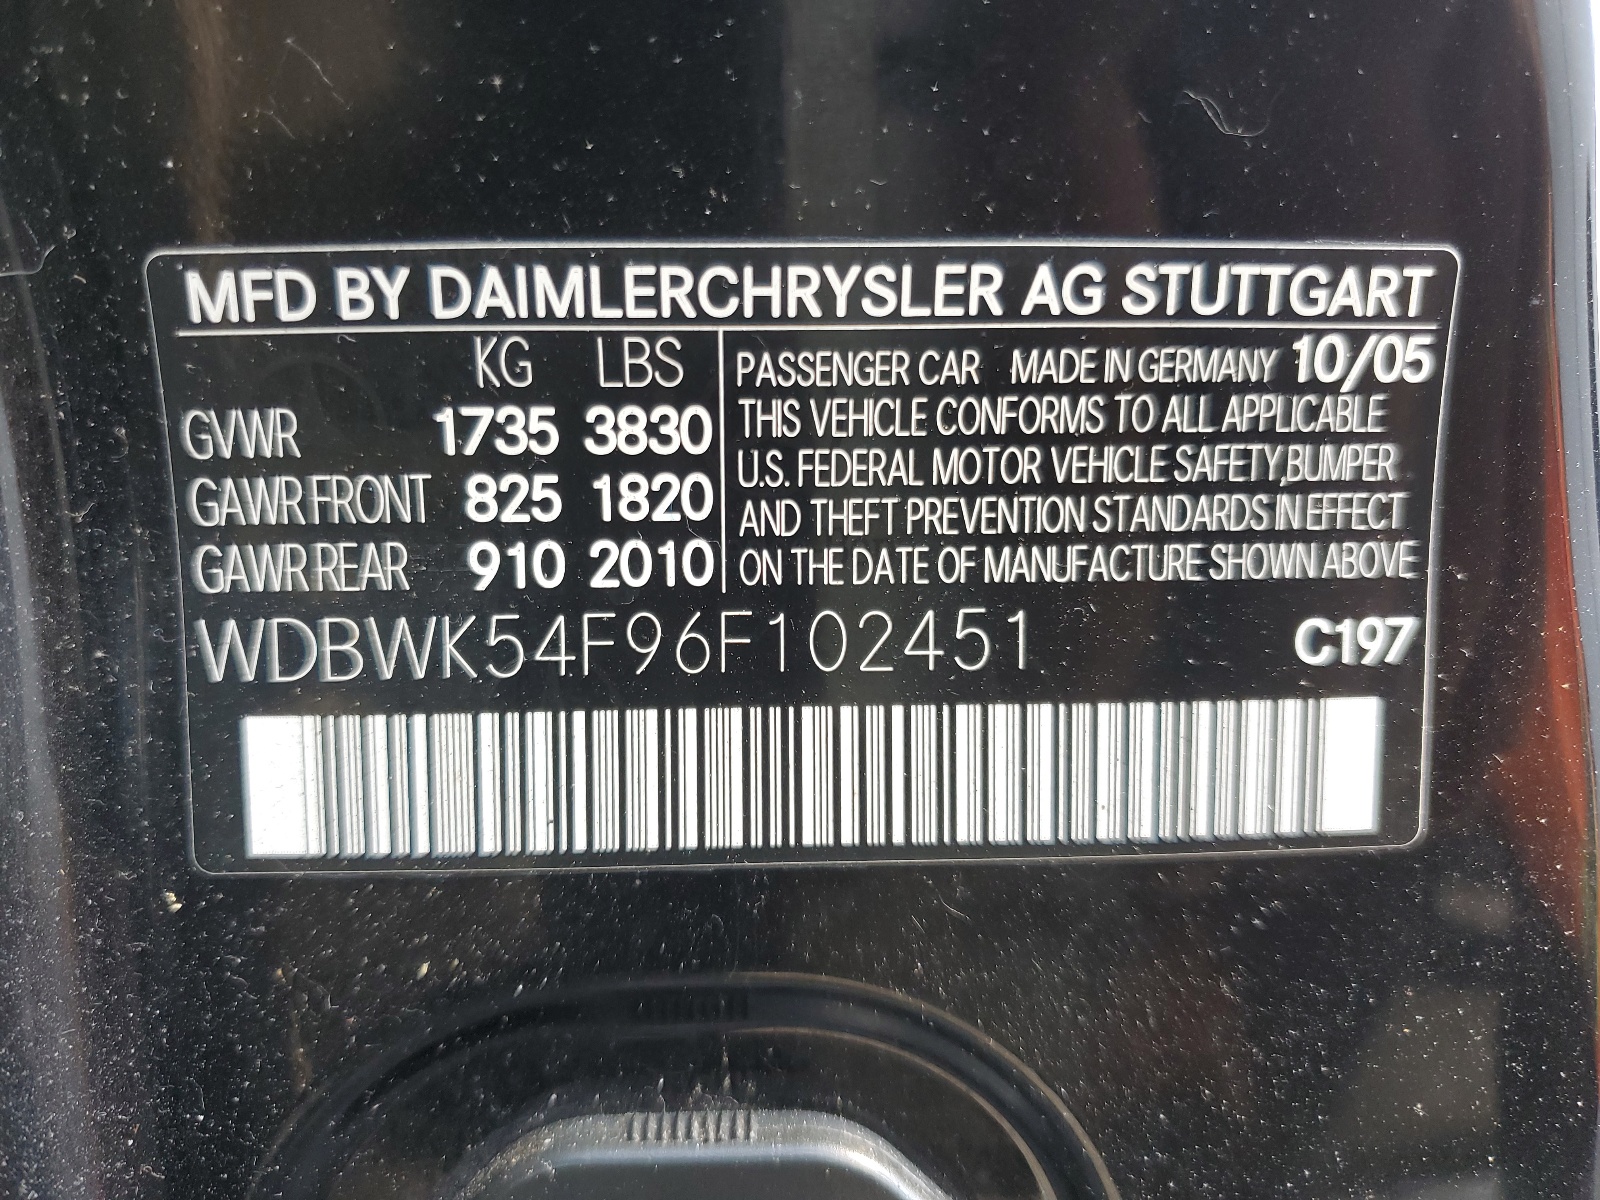 MFD BY DAIMLERCHRYSLER AG STUTTGART
KG LBS
GVWR 1735 3830
GAWR FRONT 825 1820
GAWR REAR 910 2010
PASSENGER CAR MADE IN GERMANY 10/05
THIS VEHICLE CONFORMS TO ALL APPLICABLE
U.S. FEDERAL MOTOR VEHICLE SAFETY,BUMPER
AND THEFT PREVENTION STANDARDS IN EFFECT
ON THE DATE OF MANUFACTURE SHOWN ABOVE
WDBWK54F96F102451 C197